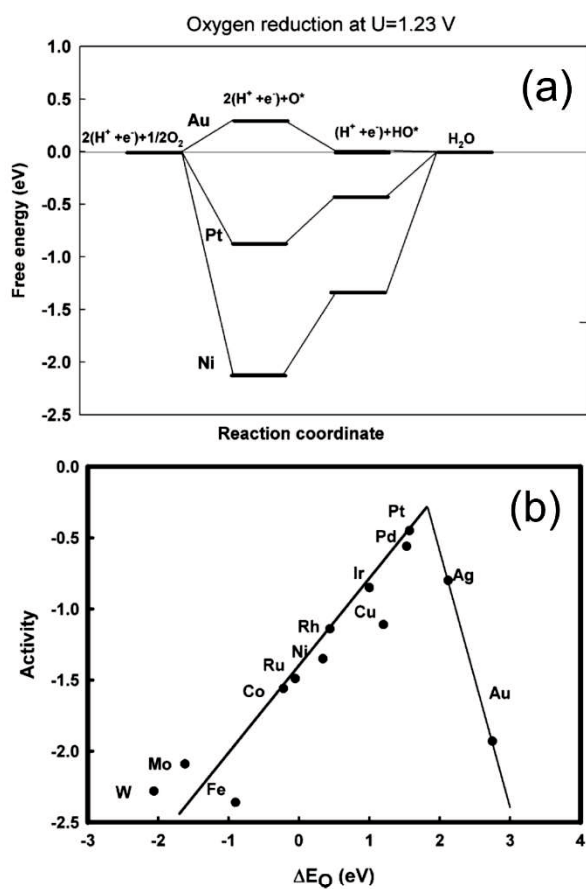 Oxygen reduction at U=1.23 V
(a)
1.0
0.5
0.0
-0.5
-1.0
-1.5
-2.0
-2.5
Free energy (eV)
Au
2(H⁺ +e⁻)+O*
2(H⁺ +e⁻)+1/2O₂
(H⁺ +e⁻)+HO*
H₂O
Pt
Ni
Reaction coordinate
(b)
0.0
-0.5
-1.0
-1.5
-2.0
-2.5
Activity
Pt
Pd
Ag
Ir
Cu
Rh
Ni
Ru
Co
Au
Mo
W
Fe
-3 -2 -1 0 1 2 3 4
ΔE_O (eV)